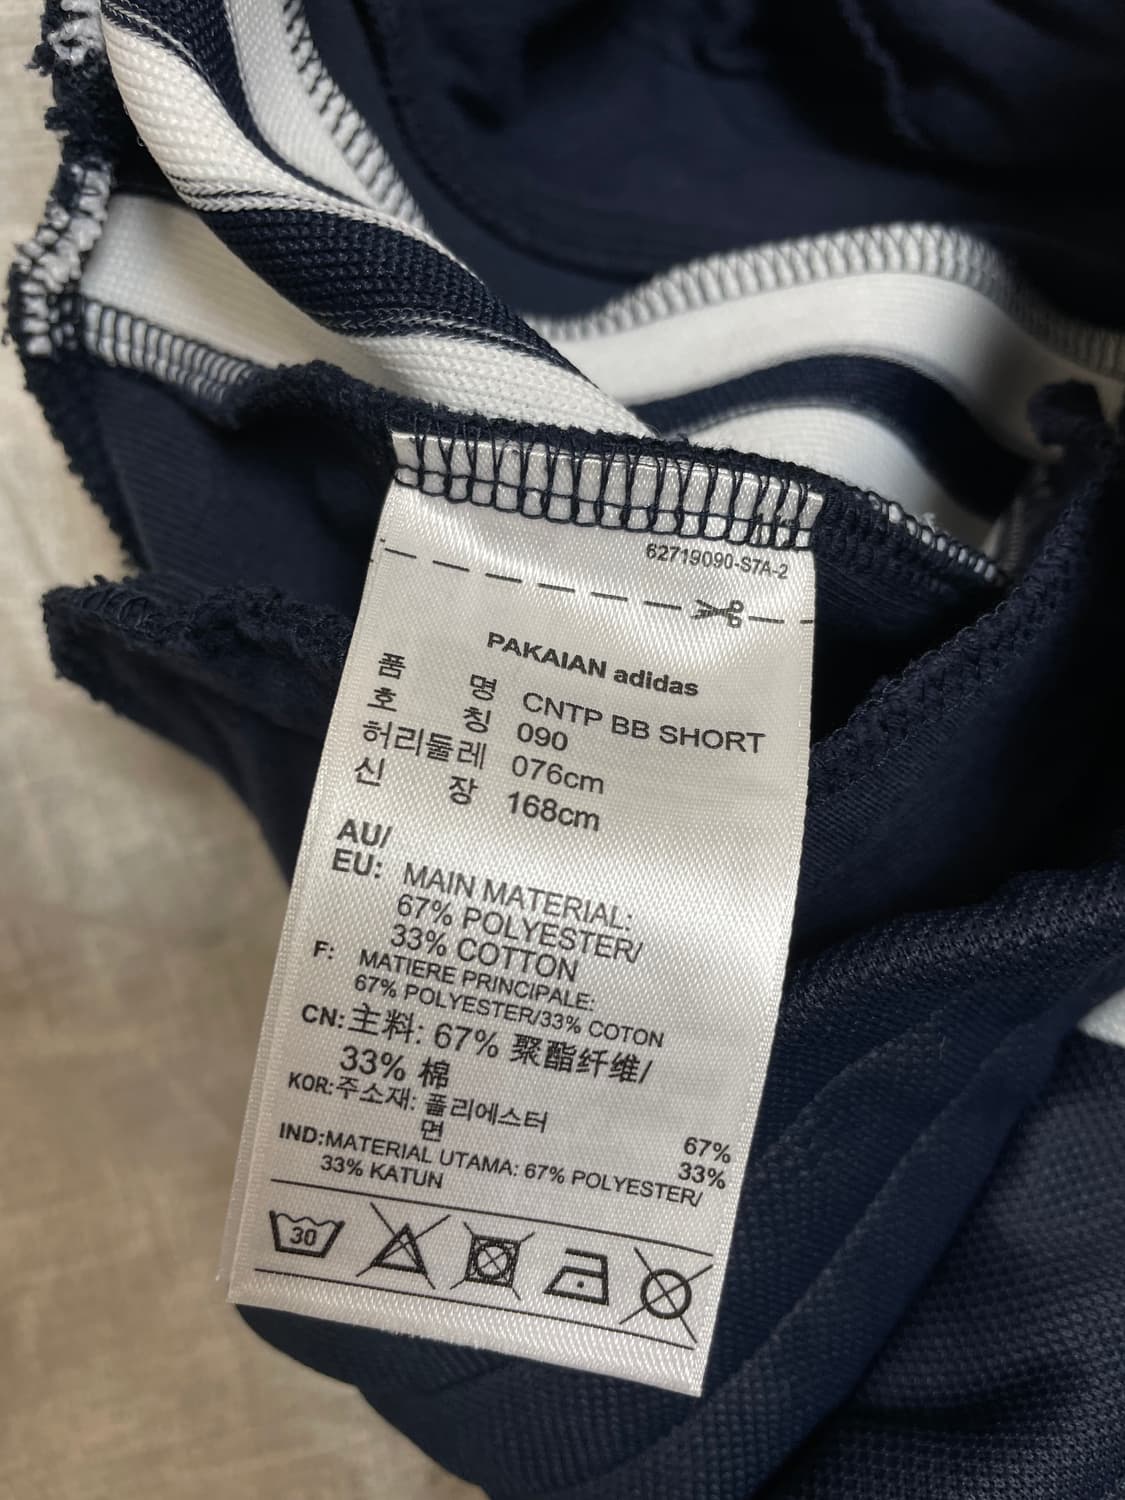 62719090-S7A-2
PAKAIAN adidas
품 명 CNTP BB SHORT
호 칭 090
허리둘레 076cm
신 장 168cm
AU/
EU: MAIN MATERIAL:
67% POLYESTER/
33% COTTON
F: MATIERE PRINCIPALE:
67% POLYESTER/33% COTON
CN:主料: 67% 聚酯纤维/
33% 棉
KOR:주소재: 폴리에스터 67%
면 33%
IND:MATERIAL UTAMA: 67% POLYESTER/
33% KATUN
30